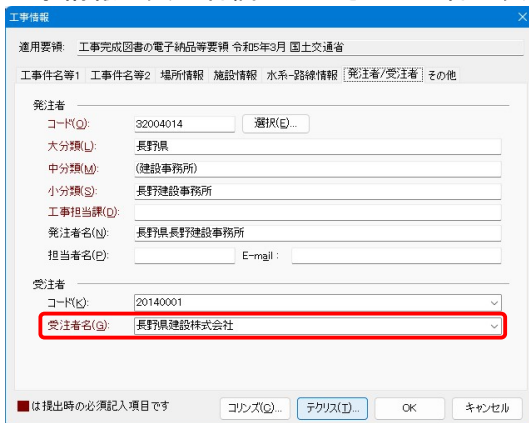 工事情報
適用要領: 工事完成図書の電子納品等要領 令和5年3月 国土交通省
工事件名等1 工事件名等2 場所情報 施設情報 水系-路線情報 発注者/受注者 その他
発注者
コード(O): 32004014 選択(E)...
大分類(L): 長野県
中分類(M): (建設事務所)
小分類(S): 長野建設事務所
工事担当課(D):
発注者名(N): 長野県長野建設事務所
担当者名(P): E-mail :
受注者
コード(K): 20140001
受注者名(G): 長野県建設株式会社
は提出時の必須記入項目です コリンズ(C)... テクリス(T)... OK キャンセル